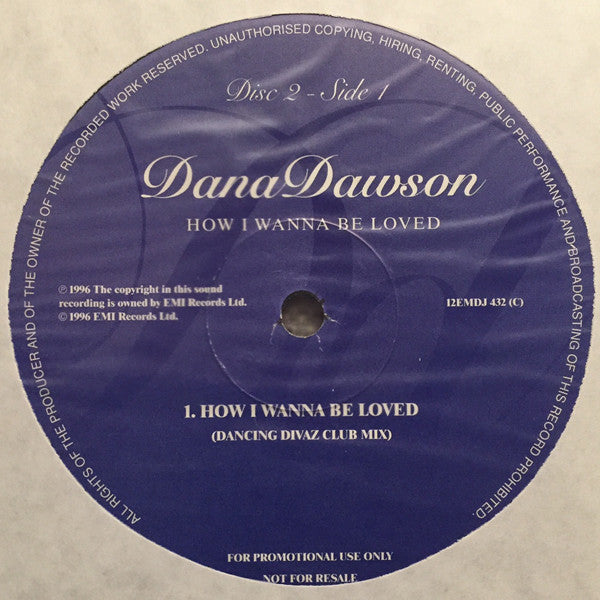 ALL RIGHTS OF THE PRODUCER AND OF THE OWNER OF THE RECORDED WORK RESERVED. UNAUTHORISED COPYING, HIRING, RENTING, PUBLIC PERFORMANCE AND BROADCASTING OF THIS RECORD PROHIBITED.
Disc 2 - Side 1
Dana Dawson
HOW I WANNA BE LOVED
℗ 1996 The copyright in this sound
recording is owned by EMI Records Ltd.
© 1996 EMI Records Ltd.
12EMDJ 432 (C)
1. HOW I WANNA BE LOVED
(DANCING DIVAZ CLUB MIX)
FOR PROMOTIONAL USE ONLY
NOT FOR RESALE